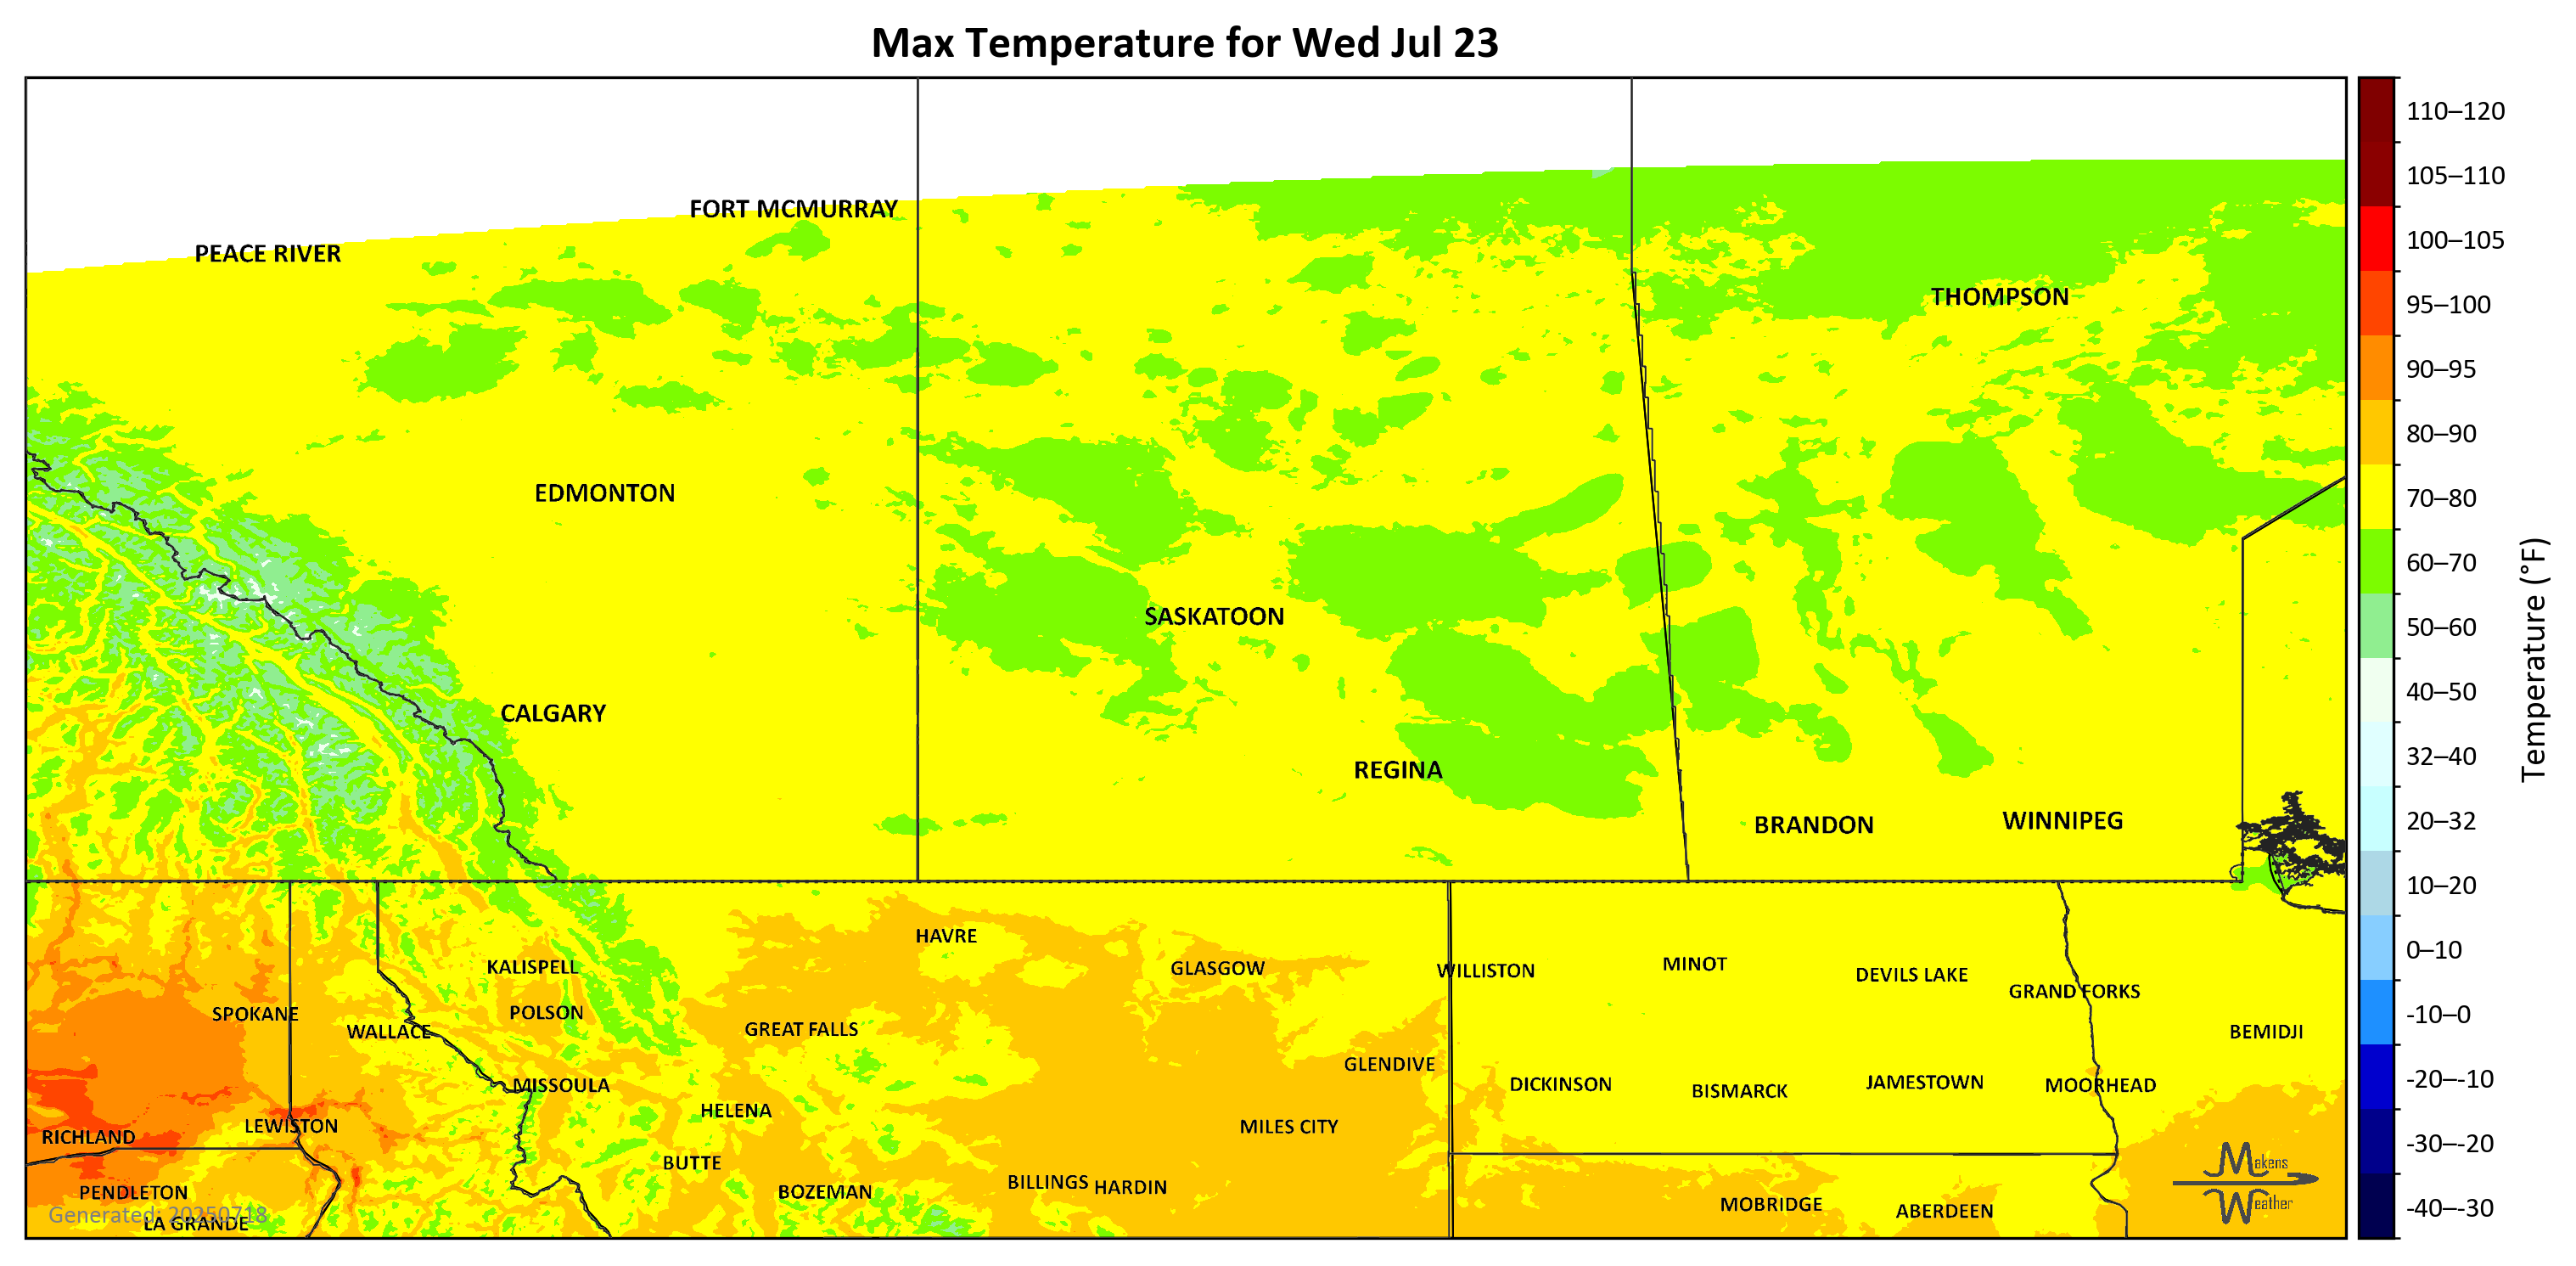 Max Temperature for Wed Jul 23
110–120
105–110
100–105
95–100
90–95
80–90
70–80
60–70
50–60
40–50
32–40
20–32
10–20
0–10
-10–0
-20–-10
-30–-20
-40–-30
Temperature (°F)
FORT MCMURRAY
PEACE RIVER
THOMPSON
EDMONTON
SASKATOON
CALGARY
REGINA
BRANDON
WINNIPEG
HAVRE
KALISPELL
GLASGOW
WILLISTON
MINOT
DEVILS LAKE
GRAND FORKS
SPOKANE
POLSON
WALLACE
GREAT FALLS
BEMIDJI
GLENDIVE
MISSOULA
DICKINSON
BISMARCK
JAMESTOWN
MOORHEAD
HELENA
LEWISTON
MILES CITY
RICHLAND
BUTTE
BILLINGS
HARDIN
PENDLETON
BOZEMAN
MOBRIDGE
ABERDEEN
LA GRANDE
Generated: 20250718
Makens
Weather